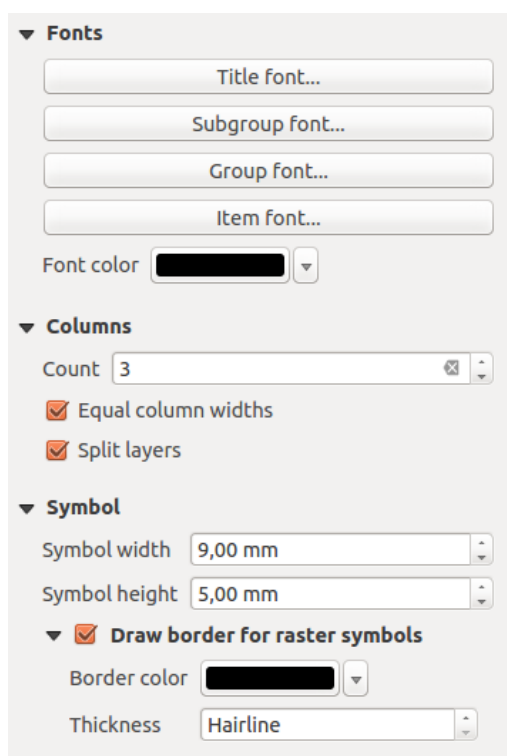 Fonts
Title font...
Subgroup font...
Group font...
Item font...
Font color
Columns
Count 3
Equal column widths
Split layers
Symbol
Symbol width 9,00 mm
Symbol height 5,00 mm
Draw border for raster symbols
Border color
Thickness Hairline